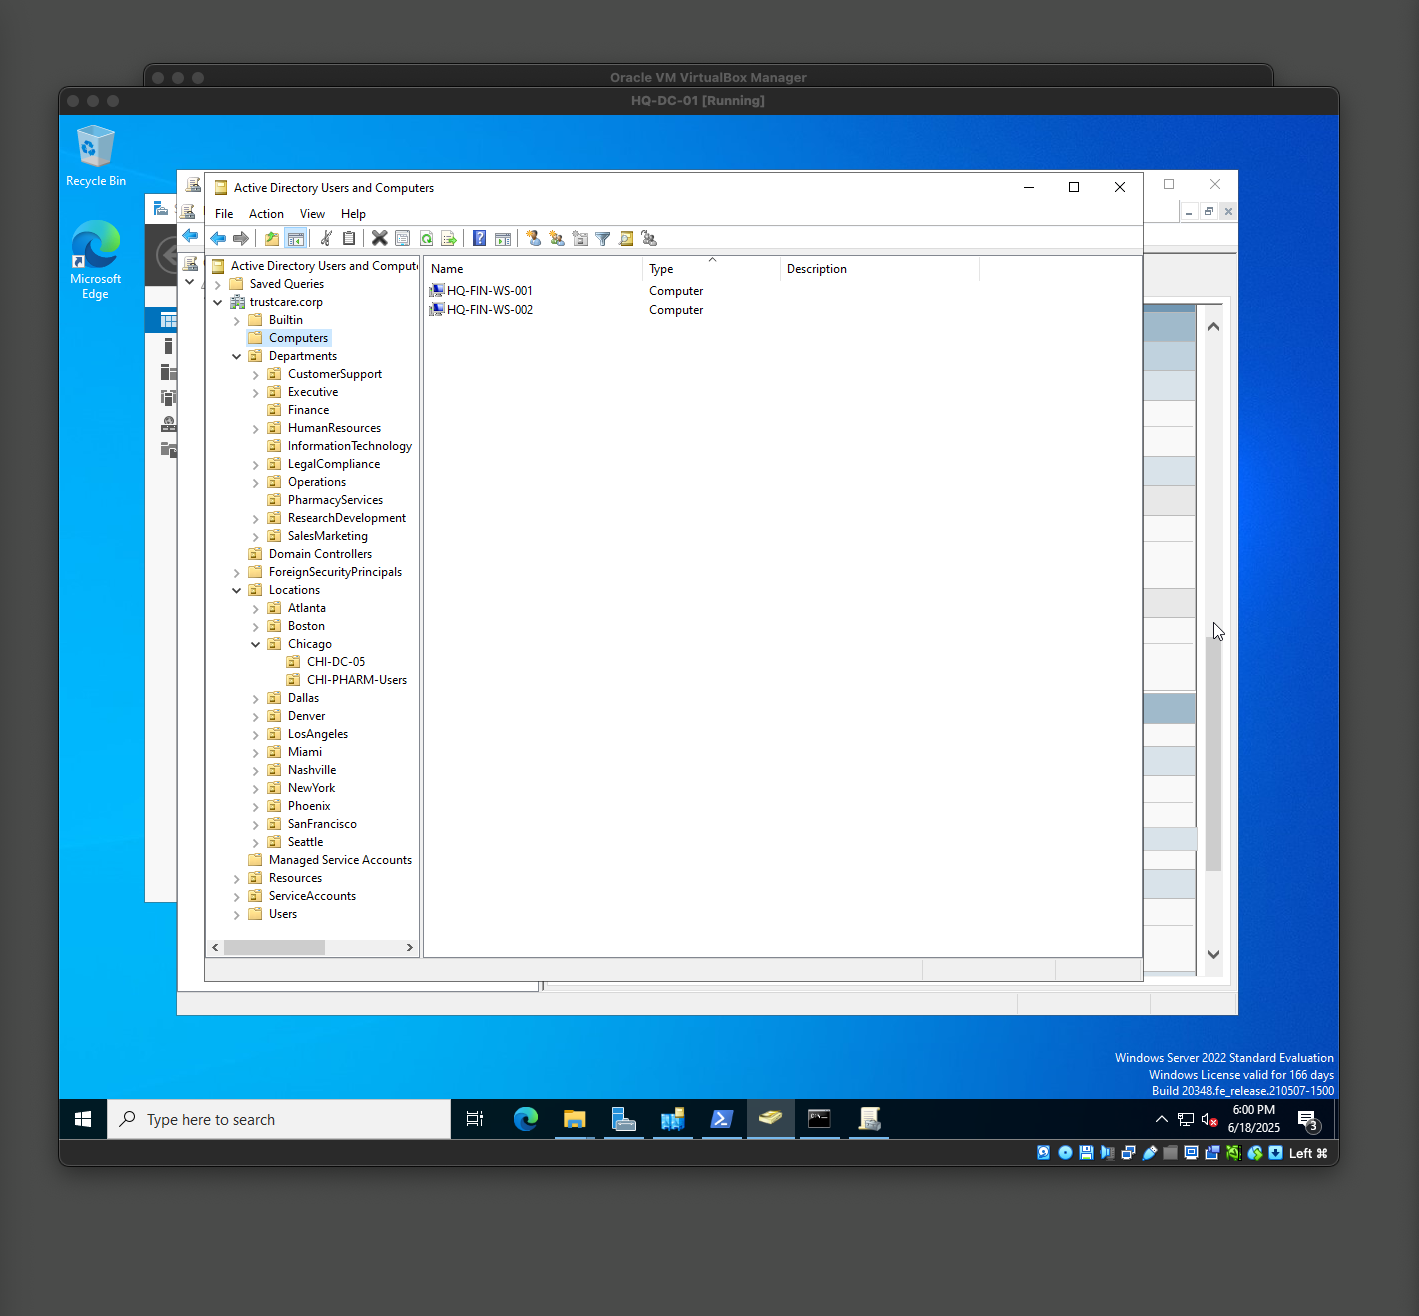 Oracle VM VirtualBox Manager
HQ-DC-01 [Running]
Recycle Bin
Microsoft
Edge
Active Directory Users and Computers
File Action View Help
Active Directory Users and Comput
Saved Queries
trustcare.corp
Builtin
Computers
Departments
CustomerSupport
Executive
Finance
HumanResources
InformationTechnology
LegalCompliance
Operations
PharmacyServices
ResearchDevelopment
SalesMarketing
Domain Controllers
ForeignSecurityPrincipals
Locations
Atlanta
Boston
Chicago
CHI-DC-05
CHI-PHARM-Users
Dallas
Denver
LosAngeles
Miami
Nashville
NewYork
Phoenix
SanFrancisco
Seattle
Managed Service Accounts
Resources
ServiceAccounts
Users
Name Type Description
HQ-FIN-WS-001 Computer
HQ-FIN-WS-002 Computer
Windows Server 2022 Standard Evaluation
Windows License valid for 166 days
Build 20348.fe_release.210507-1500
Type here to search
6:00 PM
6/18/2025
3
Left ⌘